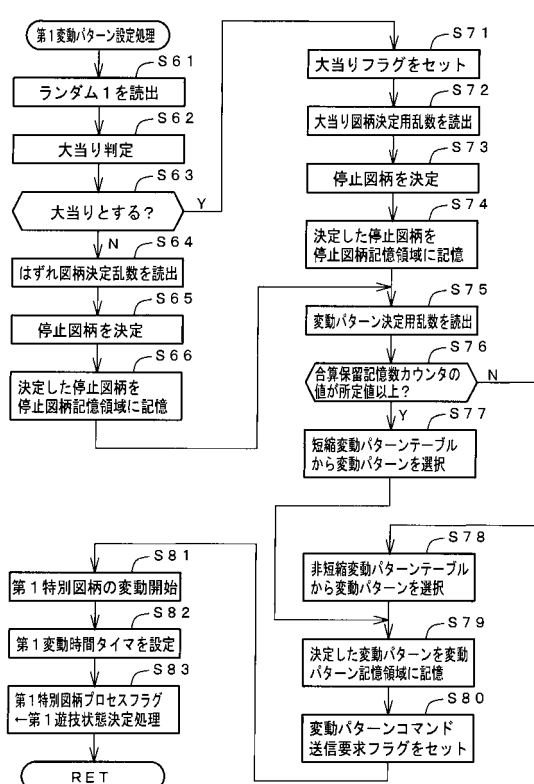 第1変動パターン設定処理
S61
ランダム1を読出
S62
大当り判定
S63
大当りとする?
Y
N
S64
はずれ図柄決定乱数を読出
S65
停止図柄を決定
S66
決定した停止図柄を
停止図柄記憶領域に記憶
S71
大当りフラグをセット
S72
大当り図柄決定用乱数を読出
S73
停止図柄を決定
S74
決定した停止図柄を
停止図柄記憶領域に記憶
S75
変動パターン決定用乱数を読出
S76
合算保留記憶数カウンタの
値が所定値以上?
N
Y
S77
短縮変動パターンテーブル
から変動パターンを選択
S78
非短縮変動パターンテーブル
から変動パターンを選択
S79
決定した変動パターンを変動
パターン記憶領域に記憶
S80
変動パターンコマンド
送信要求フラグをセット
S81
第1特別図柄の変動開始
S82
第1変動時間タイマを設定
S83
第1特別図柄プロセスフラグ
←第1遊技状態決定処理
RET